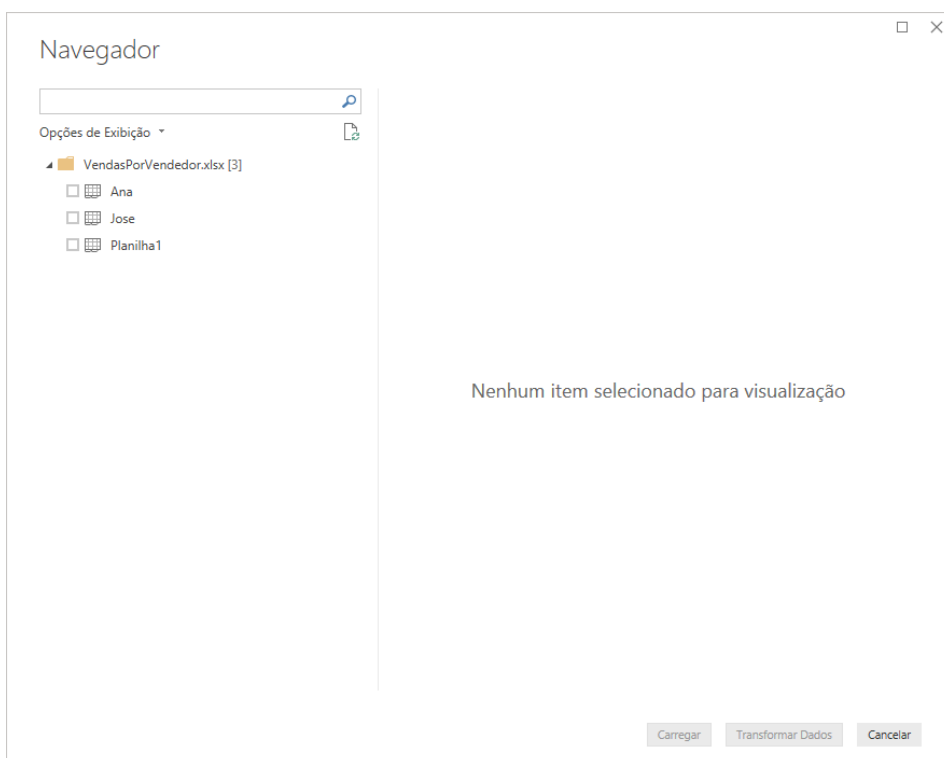 Navegador
Opções de Exibição
VendasPorVendedor.xlsx [3]
Ana
Jose
Planilha1
Nenhum item selecionado para visualização
Carregar
Transformar Dados
Cancelar